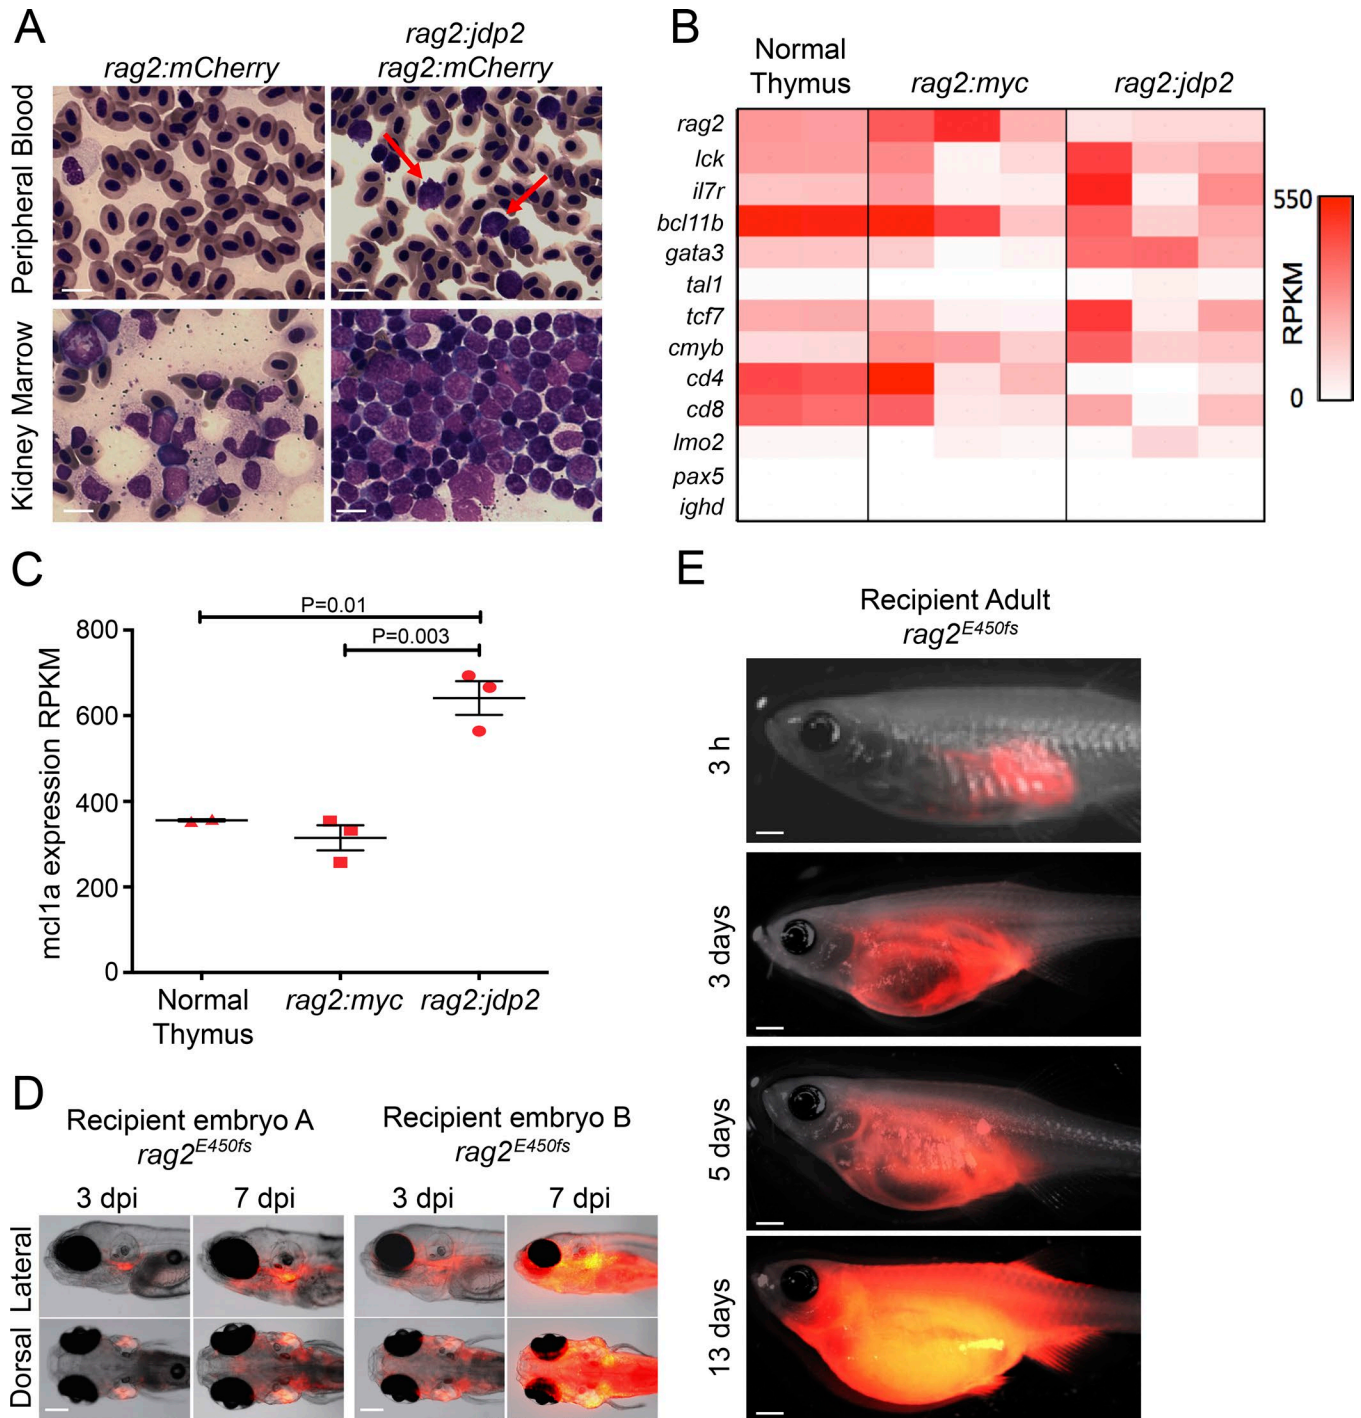 A
rag2:mCherry
rag2:jdp2
rag2:mCherry
Peripheral Blood
Kidney Marrow
B
Normal
Thymus
rag2:myc
rag2:jdp2
rag2
lck
il7r
bcl11b
gata3
tal1
tcf7
cmyb
cd4
cd8
lmo2
pax5
ighd
550
RPKM
0
C
P=0.01
P=0.003
mcl1a expression RPKM
800
600
400
200
0
Normal
Thymus
rag2:myc
rag2:jdp2
D
Recipient embryo A
rag2E450fs
Recipient embryo B
rag2E450fs
3 dpi
7 dpi
3 dpi
7 dpi
Lateral
Dorsal
E
Recipient Adult
rag2E450fs
3 h
3 days
5 days
13 days